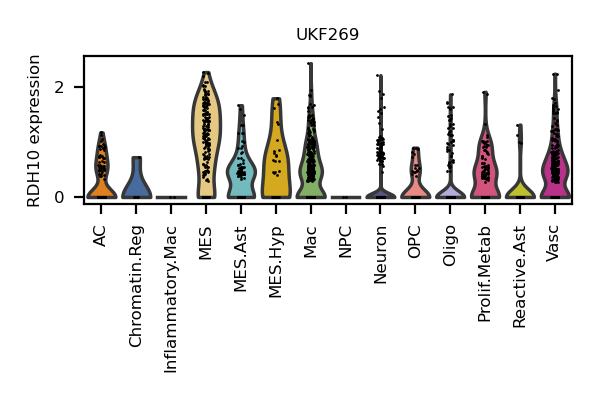 UKF269
RDH10 expression
2
0
AC
Chromatin.Reg
Inflammatory.Mac
MES
MES.Ast
MES.Hyp
Mac
NPC
Neuron
OPC
Oligo
Prolif.Metab
Reactive.Ast
Vasc